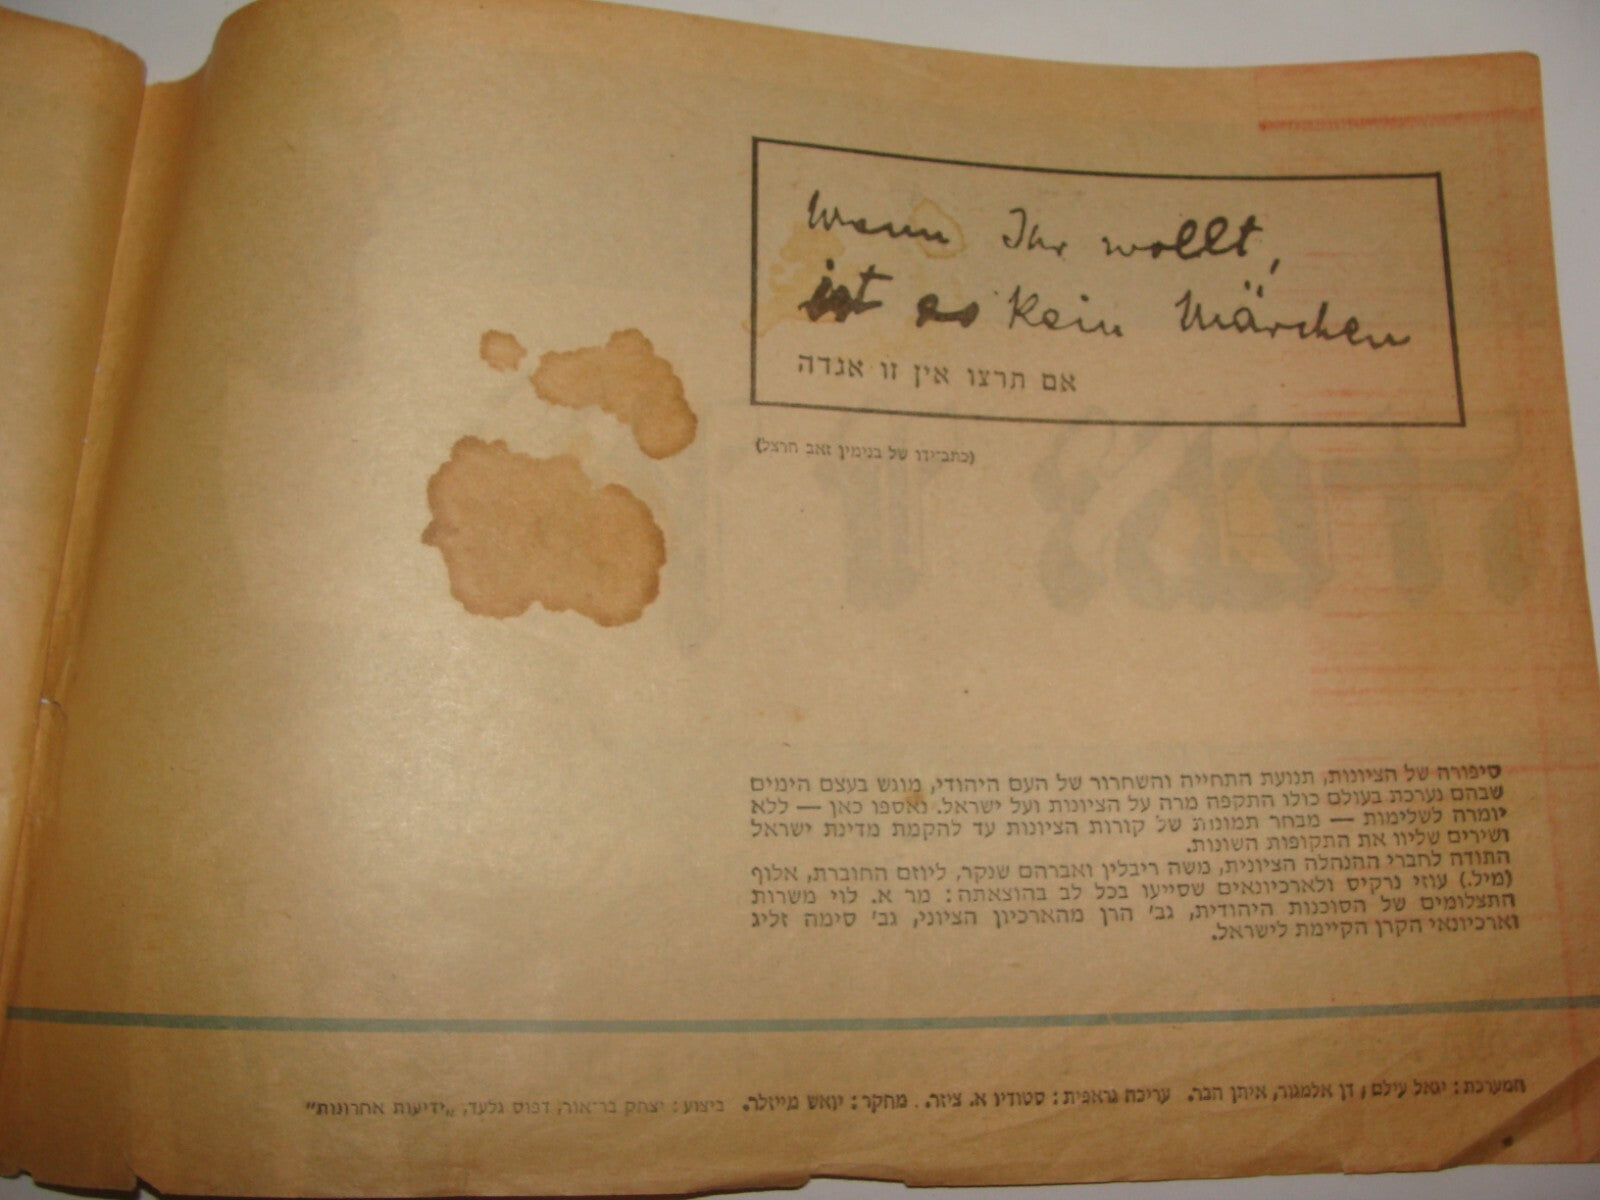 Wenn Ihr wollt,
ist es kein Märchen
אם תרצו אין זו אגדה
(כתב־ידו של בנימין זאב הרצל)
סיפורה של הציונות, תנועת התחייה והשחרור של העם היהודי, מוגש בעצם הימים
שבהם נערכת בעולם כולו התקפה מרה על הציונות ועל ישראל. נאספו כאן — ללא
יומרה לשלימות — מבחר תמונות של קורות הציונות עד להקמת מדינת ישראל
ושירים שליוו את התקופות השונות.
התודה לחברי ההנהלה הציונית, משה ריבלין ואברהם שנקר, ליוזם החוברת, אלוף
(מיל.) עוזי נרקיס ולארכיונאים שסייעו בכל לב בהוצאתה: מר א. לוי משרות
התצלומים של הסוכנות היהודית, גב' הרן מהארכיון הציוני, גב' סימה זליג
וארכיונאי הקרן הקיימת לישראל.
המערכת: יגאל עילם, דן אלמגור, איתן הבר. עריכה גראפית: סטודיו א. ציזר. מחקר: יואש מייזלר. ביצוע: יצחק בר־אור, דפוס גלעד, „ידיעות אחרונות"